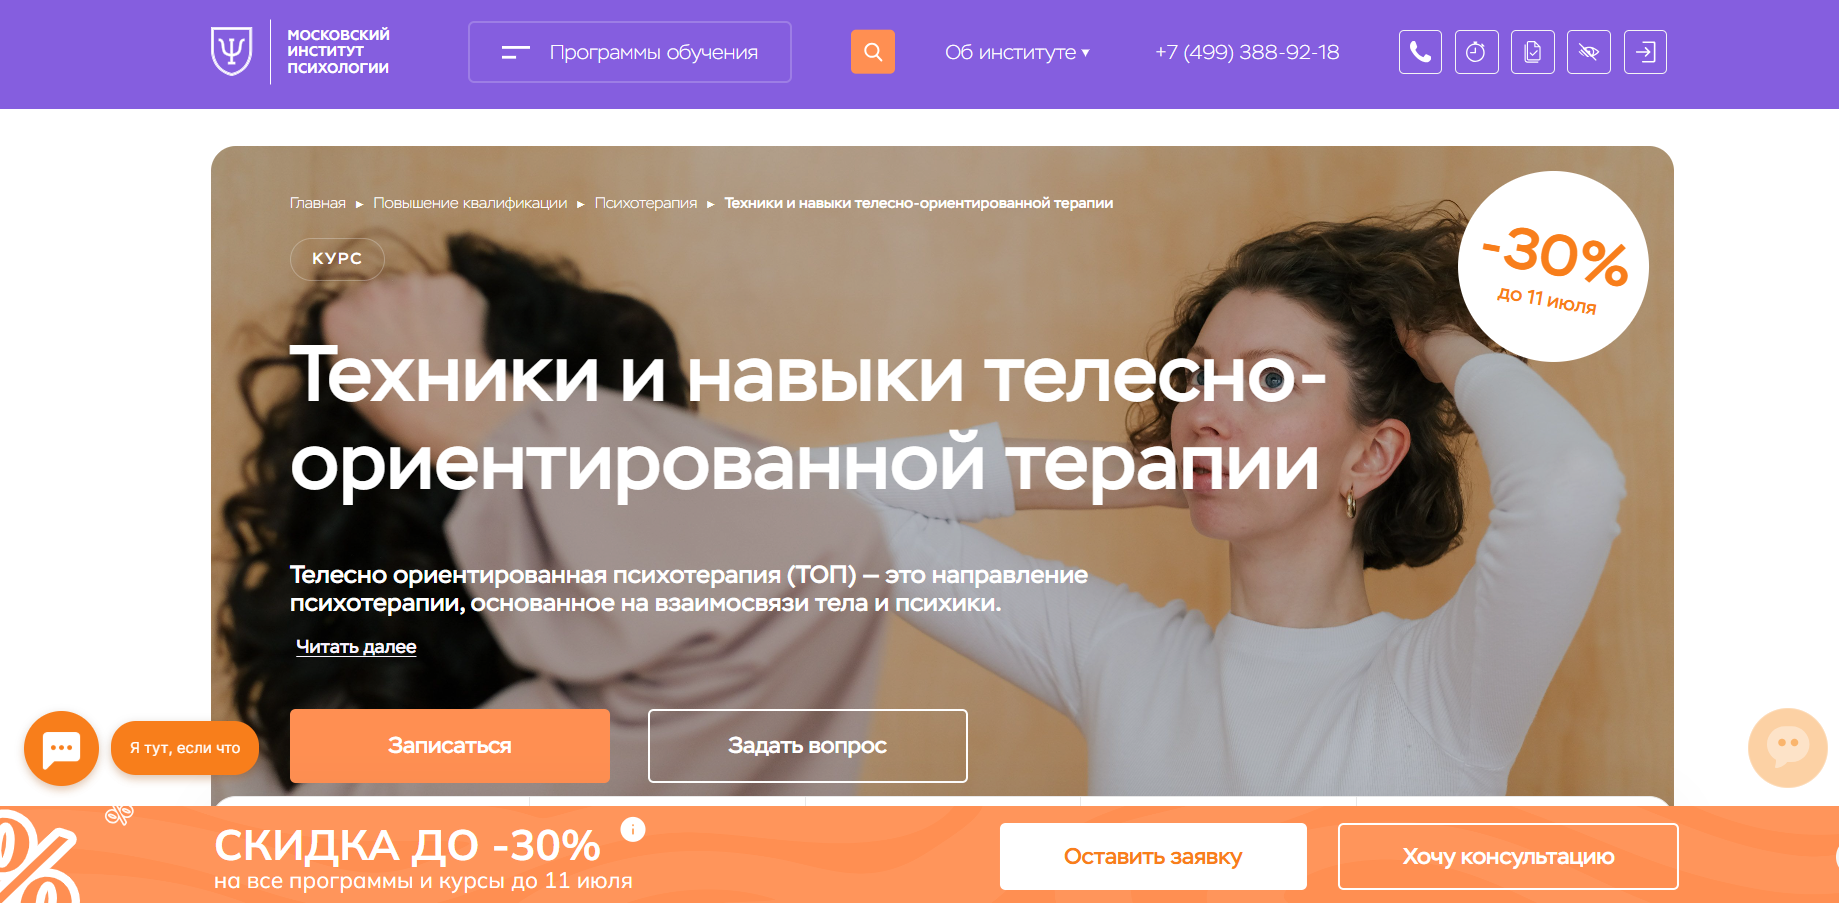 МОСКОВСКИЙ
ИНСТИТУТ
ПСИХОЛОГИИ
Программы обучения
Об институте ▾
+7 (499) 388-92-18
Главная ▸ Повышение квалификации ▸ Психотерапия ▸ Техники и навыки телесно-ориентированной терапии
КУРС
-30%
до 11 июля
Техники и навыки телесно-
ориентированной терапии
Телесно ориентированная психотерапия (ТОП) — это направление
психотерапии, основанное на взаимосвязи тела и психики.
Читать далее
Записаться
Задать вопрос
Я тут, если что
СКИДКА ДО -30%
на все программы и курсы до 11 июля
Оставить заявку
Хочу консультацию